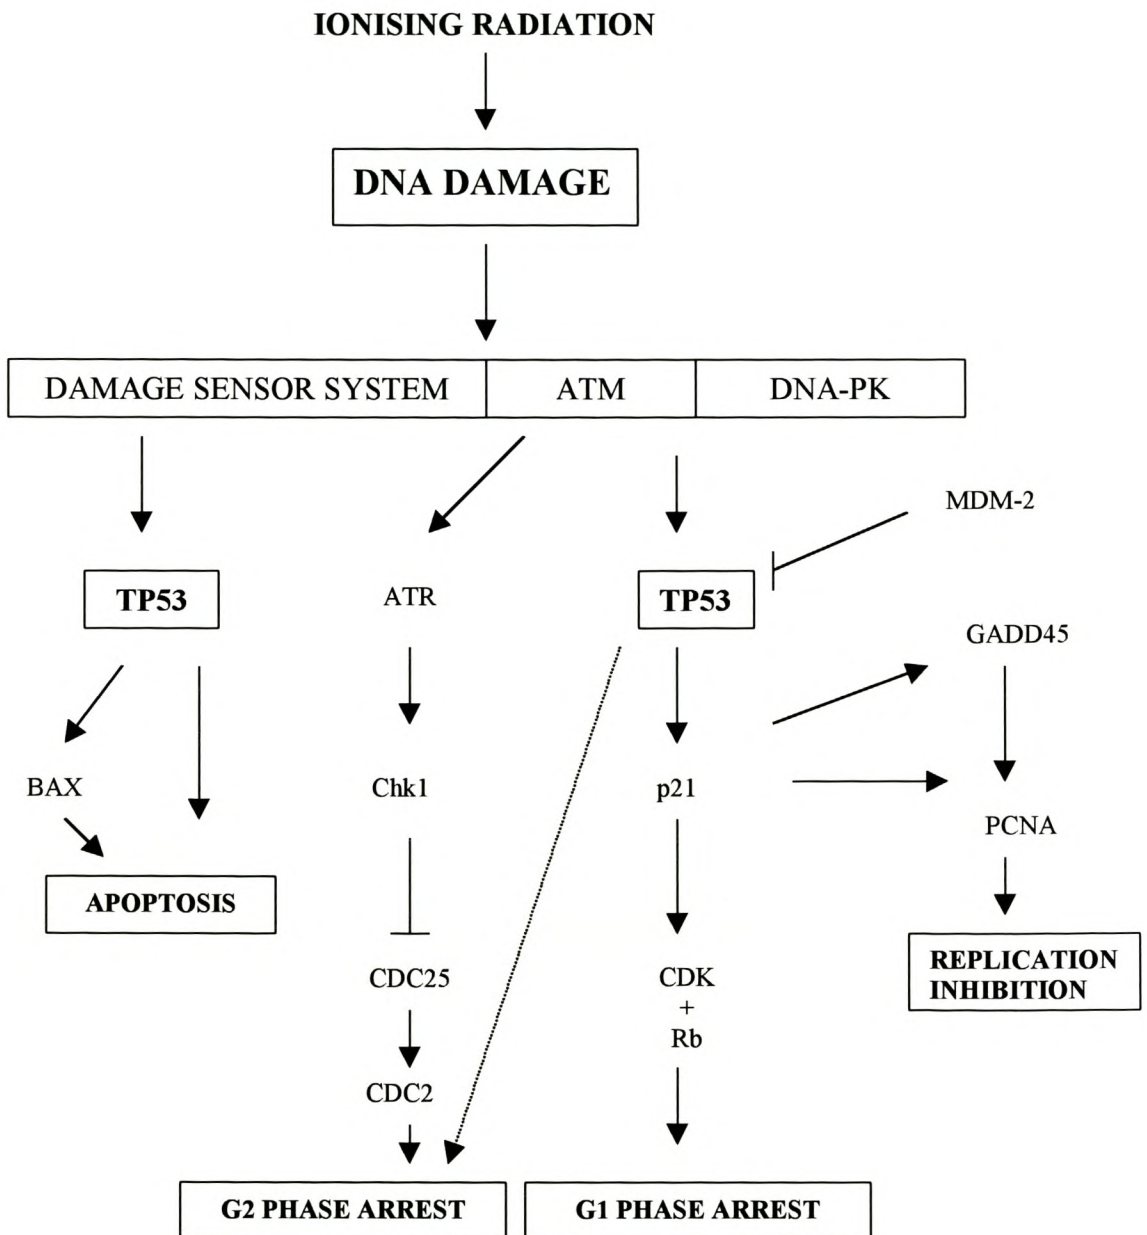 IONISING RADIATION
DNA DAMAGE
DAMAGE SENSOR SYSTEM
ATM
DNA-PK
MDM-2
TP53
ATR
TP53
GADD45
BAX
Chk1
p21
PCNA
APOPTOSIS
CDC25
CDK
+
Rb
REPLICATION
INHIBITION
CDC2
G2 PHASE ARREST
G1 PHASE ARREST